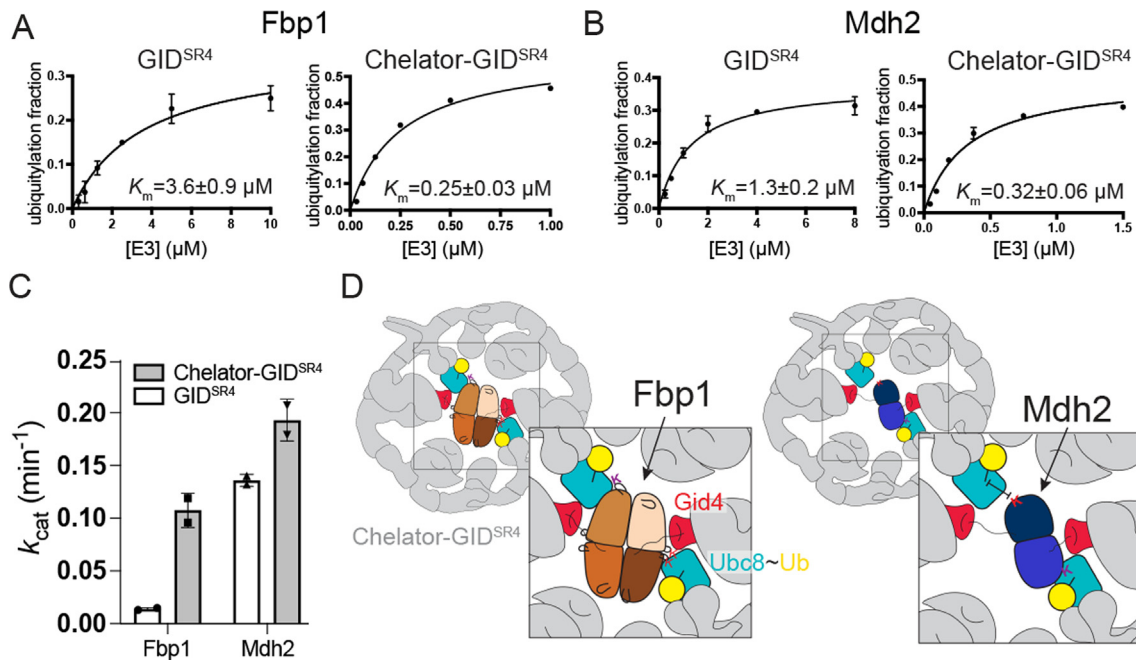 A
Fbp1
GID^SR4
ubiquitylation fraction
0.3
0.2
0.1
0.0
0 2 4 6 8 10
[E3] (µM)
K_m=3.6±0.9 µM
Chelator-GID^SR4
ubiquitylation fraction
0.5
0.4
0.3
0.2
0.1
0.0
0.00 0.25 0.50 0.75 1.00
[E3] (µM)
K_m=0.25±0.03 µM
B
Mdh2
GID^SR4
ubiquitylation fraction
0.5
0.4
0.3
0.2
0.1
0.0
0 2 4 6 8
[E3] (µM)
K_m=1.3±0.2 µM
Chelator-GID^SR4
ubiquitylation fraction
0.5
0.4
0.3
0.2
0.1
0.0
0.0 0.5 1.0 1.5
[E3] (µM)
K_m=0.32±0.06 µM
C
k_cat (min⁻¹)
0.25
0.20
0.15
0.10
0.05
0.00
Chelator-GID^SR4
GID^SR4
Fbp1 Mdh2
D
Fbp1
K
Gid4
K
Ubc8~Ub
Chelator-GID^SR4
Mdh2
K
K